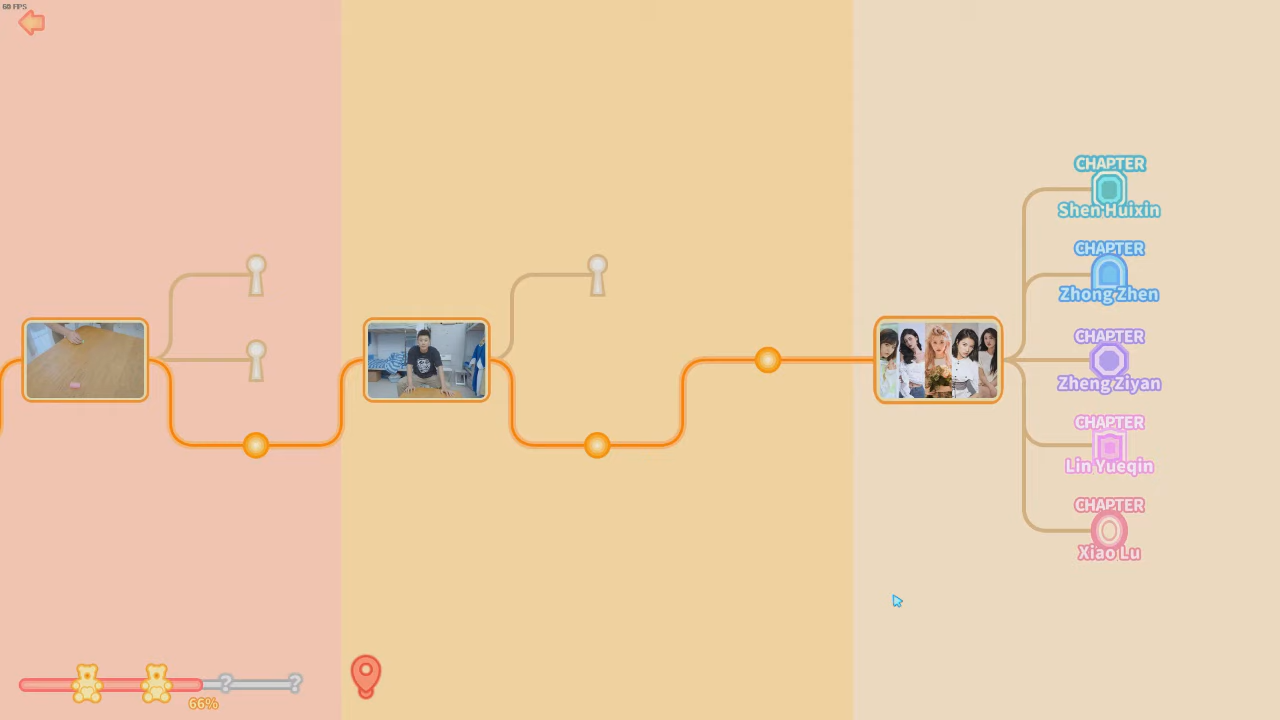 60 FPS
CHAPTER
Shen Huixin
CHAPTER
Zhong Zhen
CHAPTER
Zheng Ziyan
CHAPTER
Lin Yueqin
CHAPTER
Xiao Lu
?
?
66%